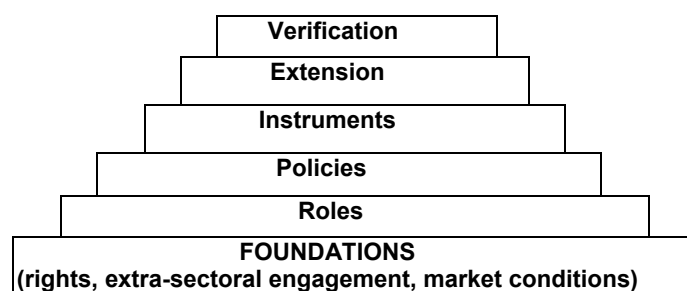 Verification
Extension
Instruments
Policies
Roles
FOUNDATIONS
(rights, extra-sectoral engagement, market conditions)